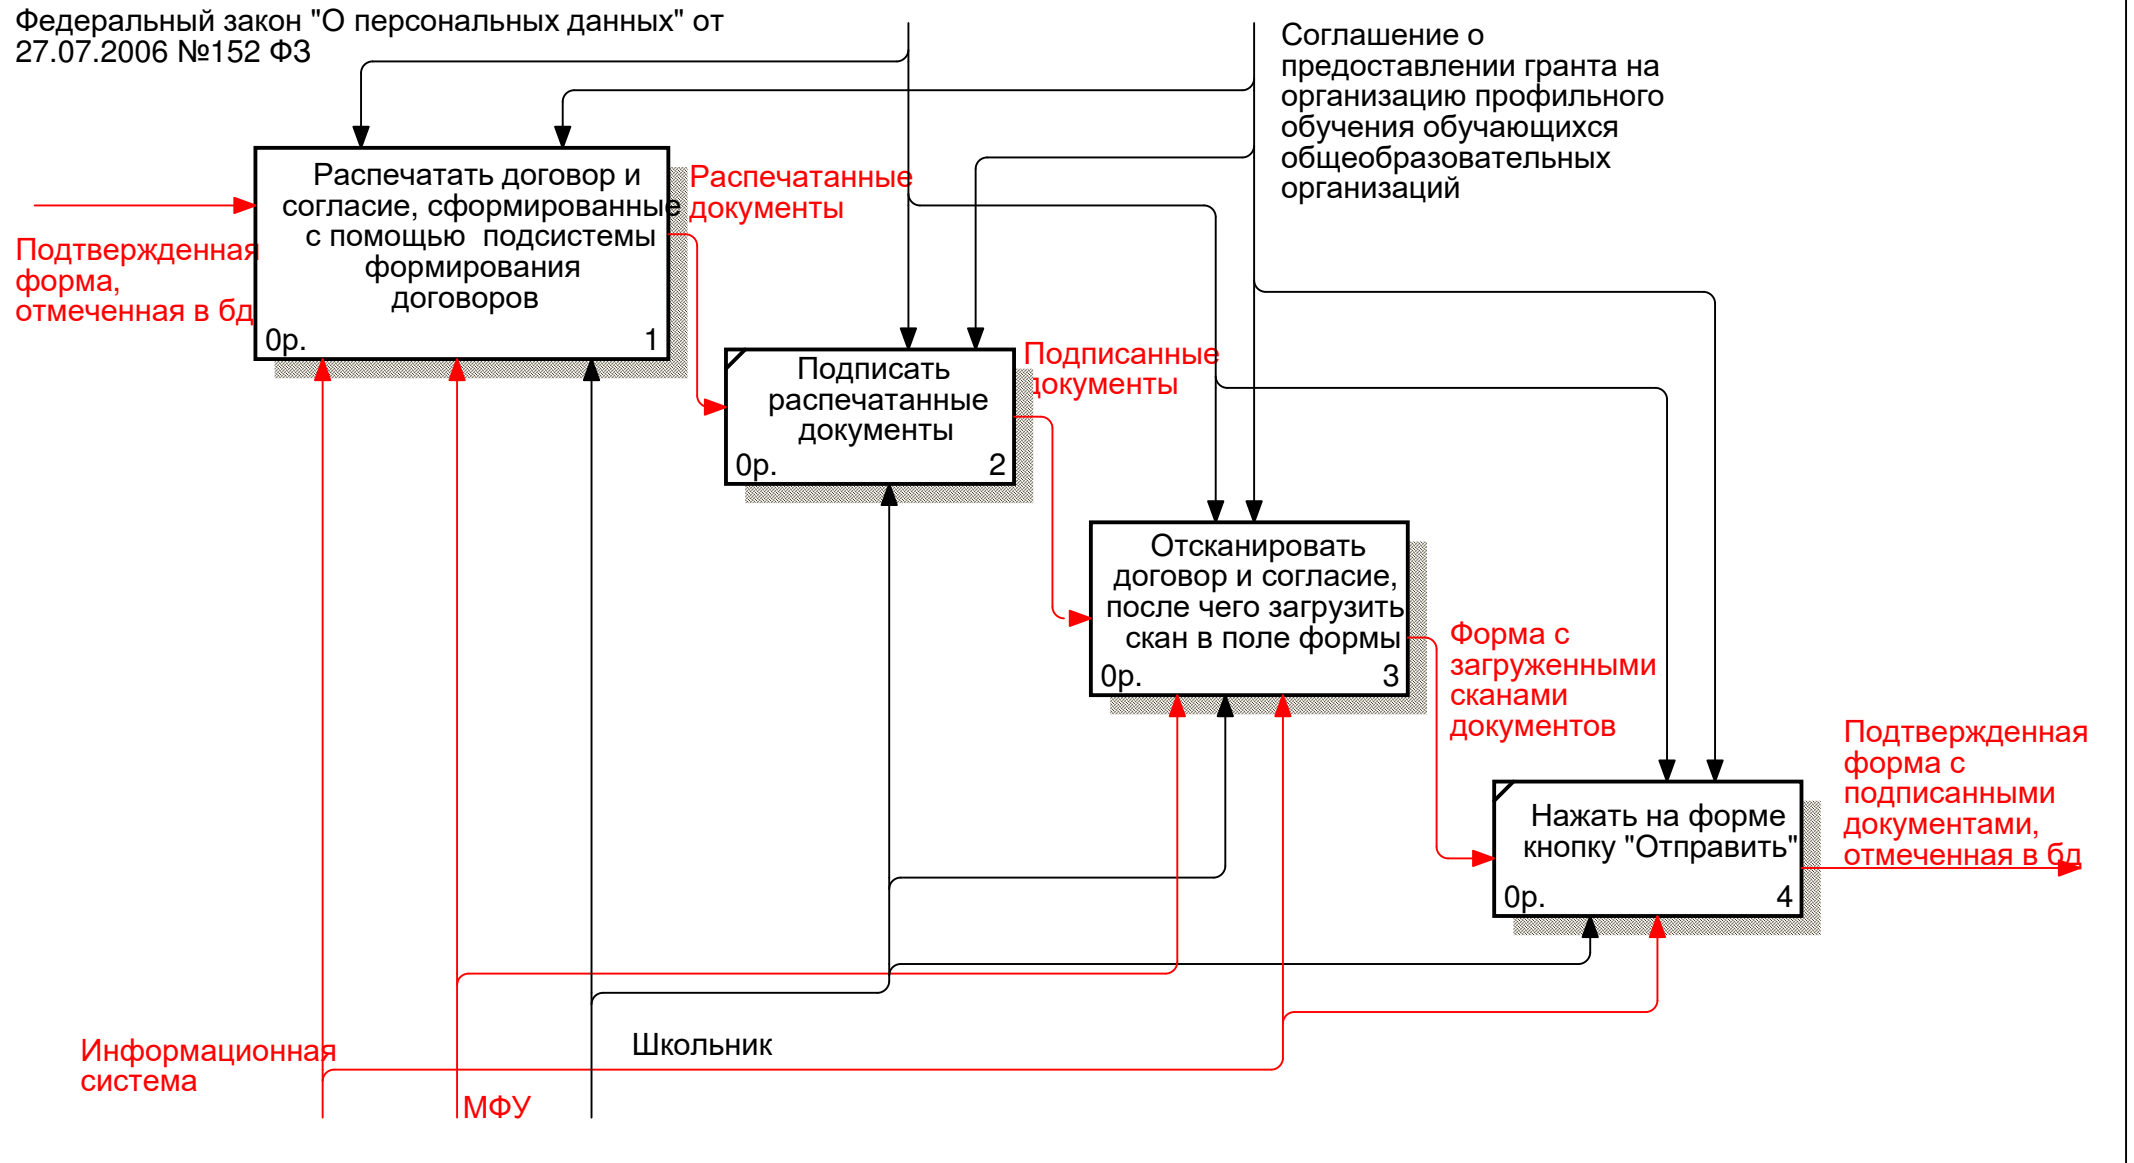 Федеральный закон "О персональных данных" от
27.07.2006 №152 ФЗ
Соглашение о
предоставлении гранта на
организацию профильного
обучения обучающихся
общеобразовательных
организаций
Распечатать договор и
согласие, сформированные
с помощью  подсистемы
формирования
договоров
0р.
1
Распечатанные
документы
Подтвержденная
форма,
отмеченная в бд
Подписать
распечатанные
документы
0р.
2
Подписанные
документы
Отсканировать
договор и согласие,
после чего загрузить
скан в поле формы
0р.
3
Форма с
загруженными
сканами
документов
Нажать на форме
кнопку "Отправить"
0р.
4
Подтвержденная
форма с
подписанными
документами,
отмеченная в бд
Школьник
Информационная
система
МФУ